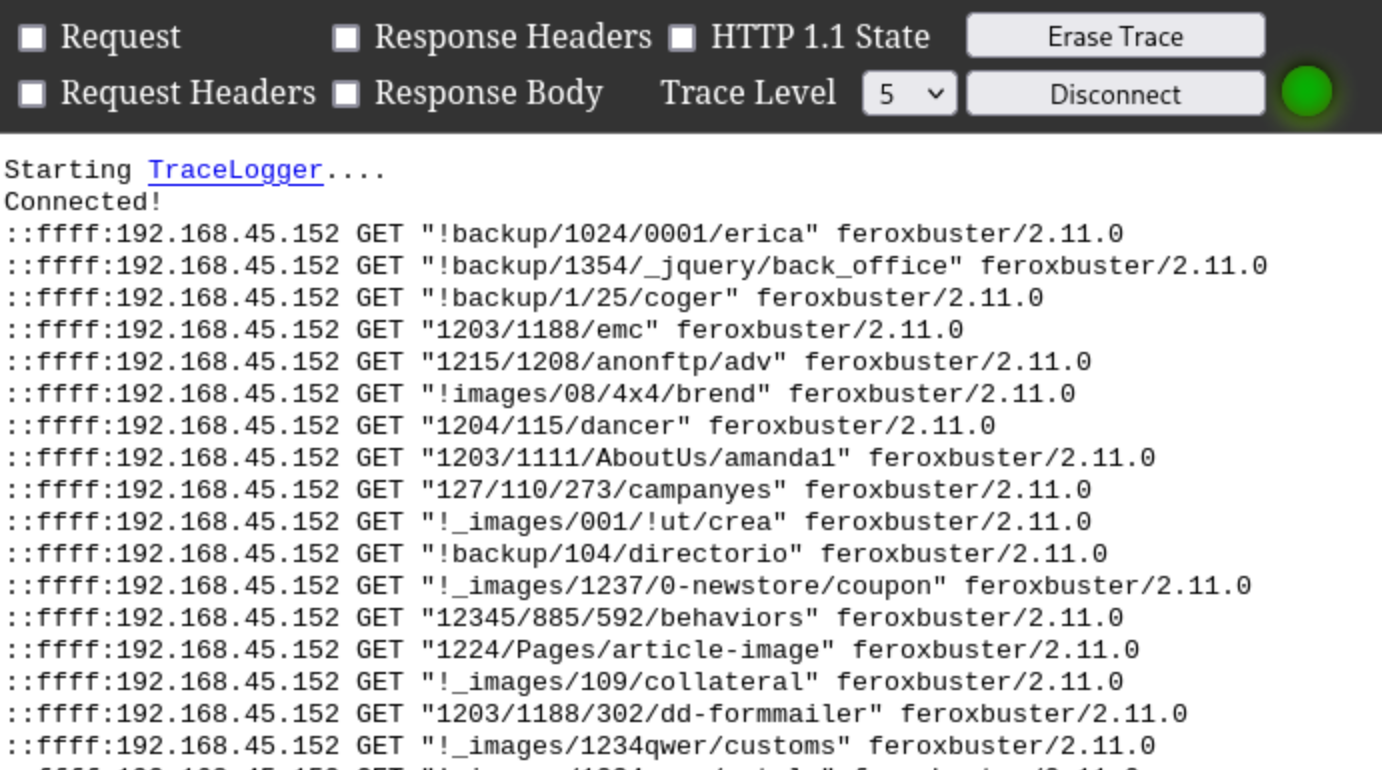 Request Response Headers HTTP 1.1 State Erase Trace
Request Headers Response Body Trace Level 5 Disconnect
Starting TraceLogger....
Connected!
::ffff:192.168.45.152 GET "!backup/1024/0001/erica" feroxbuster/2.11.0
::ffff:192.168.45.152 GET "!backup/1354/_jquery/back_office" feroxbuster/2.11.0
::ffff:192.168.45.152 GET "!backup/1/25/coger" feroxbuster/2.11.0
::ffff:192.168.45.152 GET "1203/1188/emc" feroxbuster/2.11.0
::ffff:192.168.45.152 GET "1215/1208/anonftp/adv" feroxbuster/2.11.0
::ffff:192.168.45.152 GET "!images/08/4x4/brend" feroxbuster/2.11.0
::ffff:192.168.45.152 GET "1204/115/dancer" feroxbuster/2.11.0
::ffff:192.168.45.152 GET "1203/1111/AboutUs/amanda1" feroxbuster/2.11.0
::ffff:192.168.45.152 GET "127/110/273/campanyes" feroxbuster/2.11.0
::ffff:192.168.45.152 GET "!_images/001/!ut/crea" feroxbuster/2.11.0
::ffff:192.168.45.152 GET "!backup/104/directorio" feroxbuster/2.11.0
::ffff:192.168.45.152 GET "!_images/1237/0-newstore/coupon" feroxbuster/2.11.0
::ffff:192.168.45.152 GET "12345/885/592/behaviors" feroxbuster/2.11.0
::ffff:192.168.45.152 GET "1224/Pages/article-image" feroxbuster/2.11.0
::ffff:192.168.45.152 GET "!_images/109/collateral" feroxbuster/2.11.0
::ffff:192.168.45.152 GET "1203/1188/302/dd-formmailer" feroxbuster/2.11.0
::ffff:192.168.45.152 GET "!_images/1234qwer/customs" feroxbuster/2.11.0